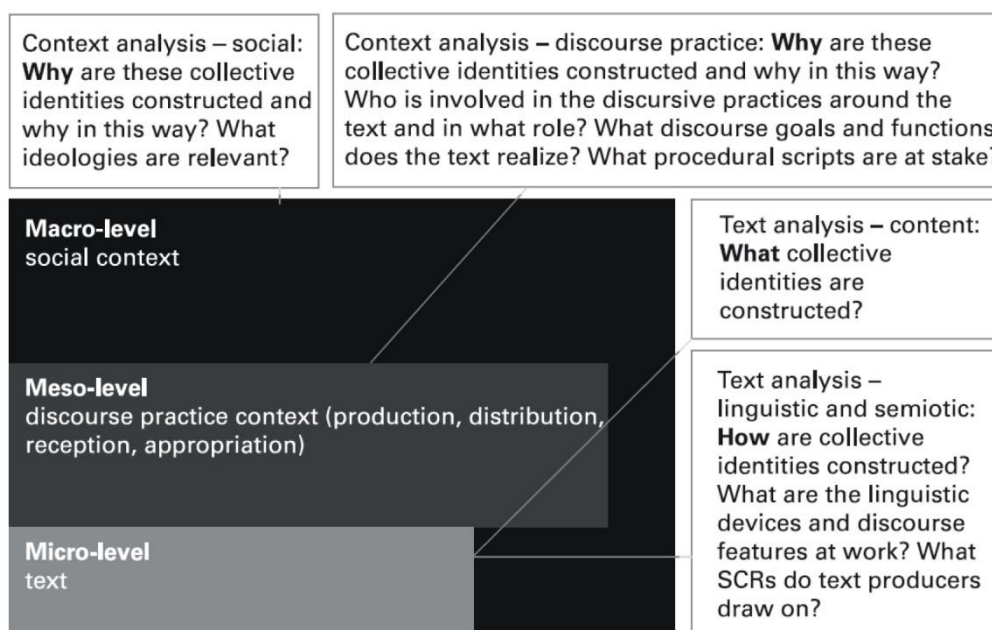 Context analysis – social:
Why are these collective
identities constructed and
why in this way? What
ideologies are relevant?
Context analysis – discourse practice: Why are these
collective identities constructed and why in this way?
Who is involved in the discursive practices around the
text and in what role? What discourse goals and functions
does the text realize? What procedural scripts are at stake?
Macro-level
social context
Text analysis – content:
What collective
identities are
constructed?
Meso-level
discourse practice context (production, distribution,
reception, appropriation)
Text analysis –
linguistic and semiotic:
How are collective
identities constructed?
What are the linguistic
devices and discourse
features at work? What
SCRs do text producers
draw on?
Micro-level
text